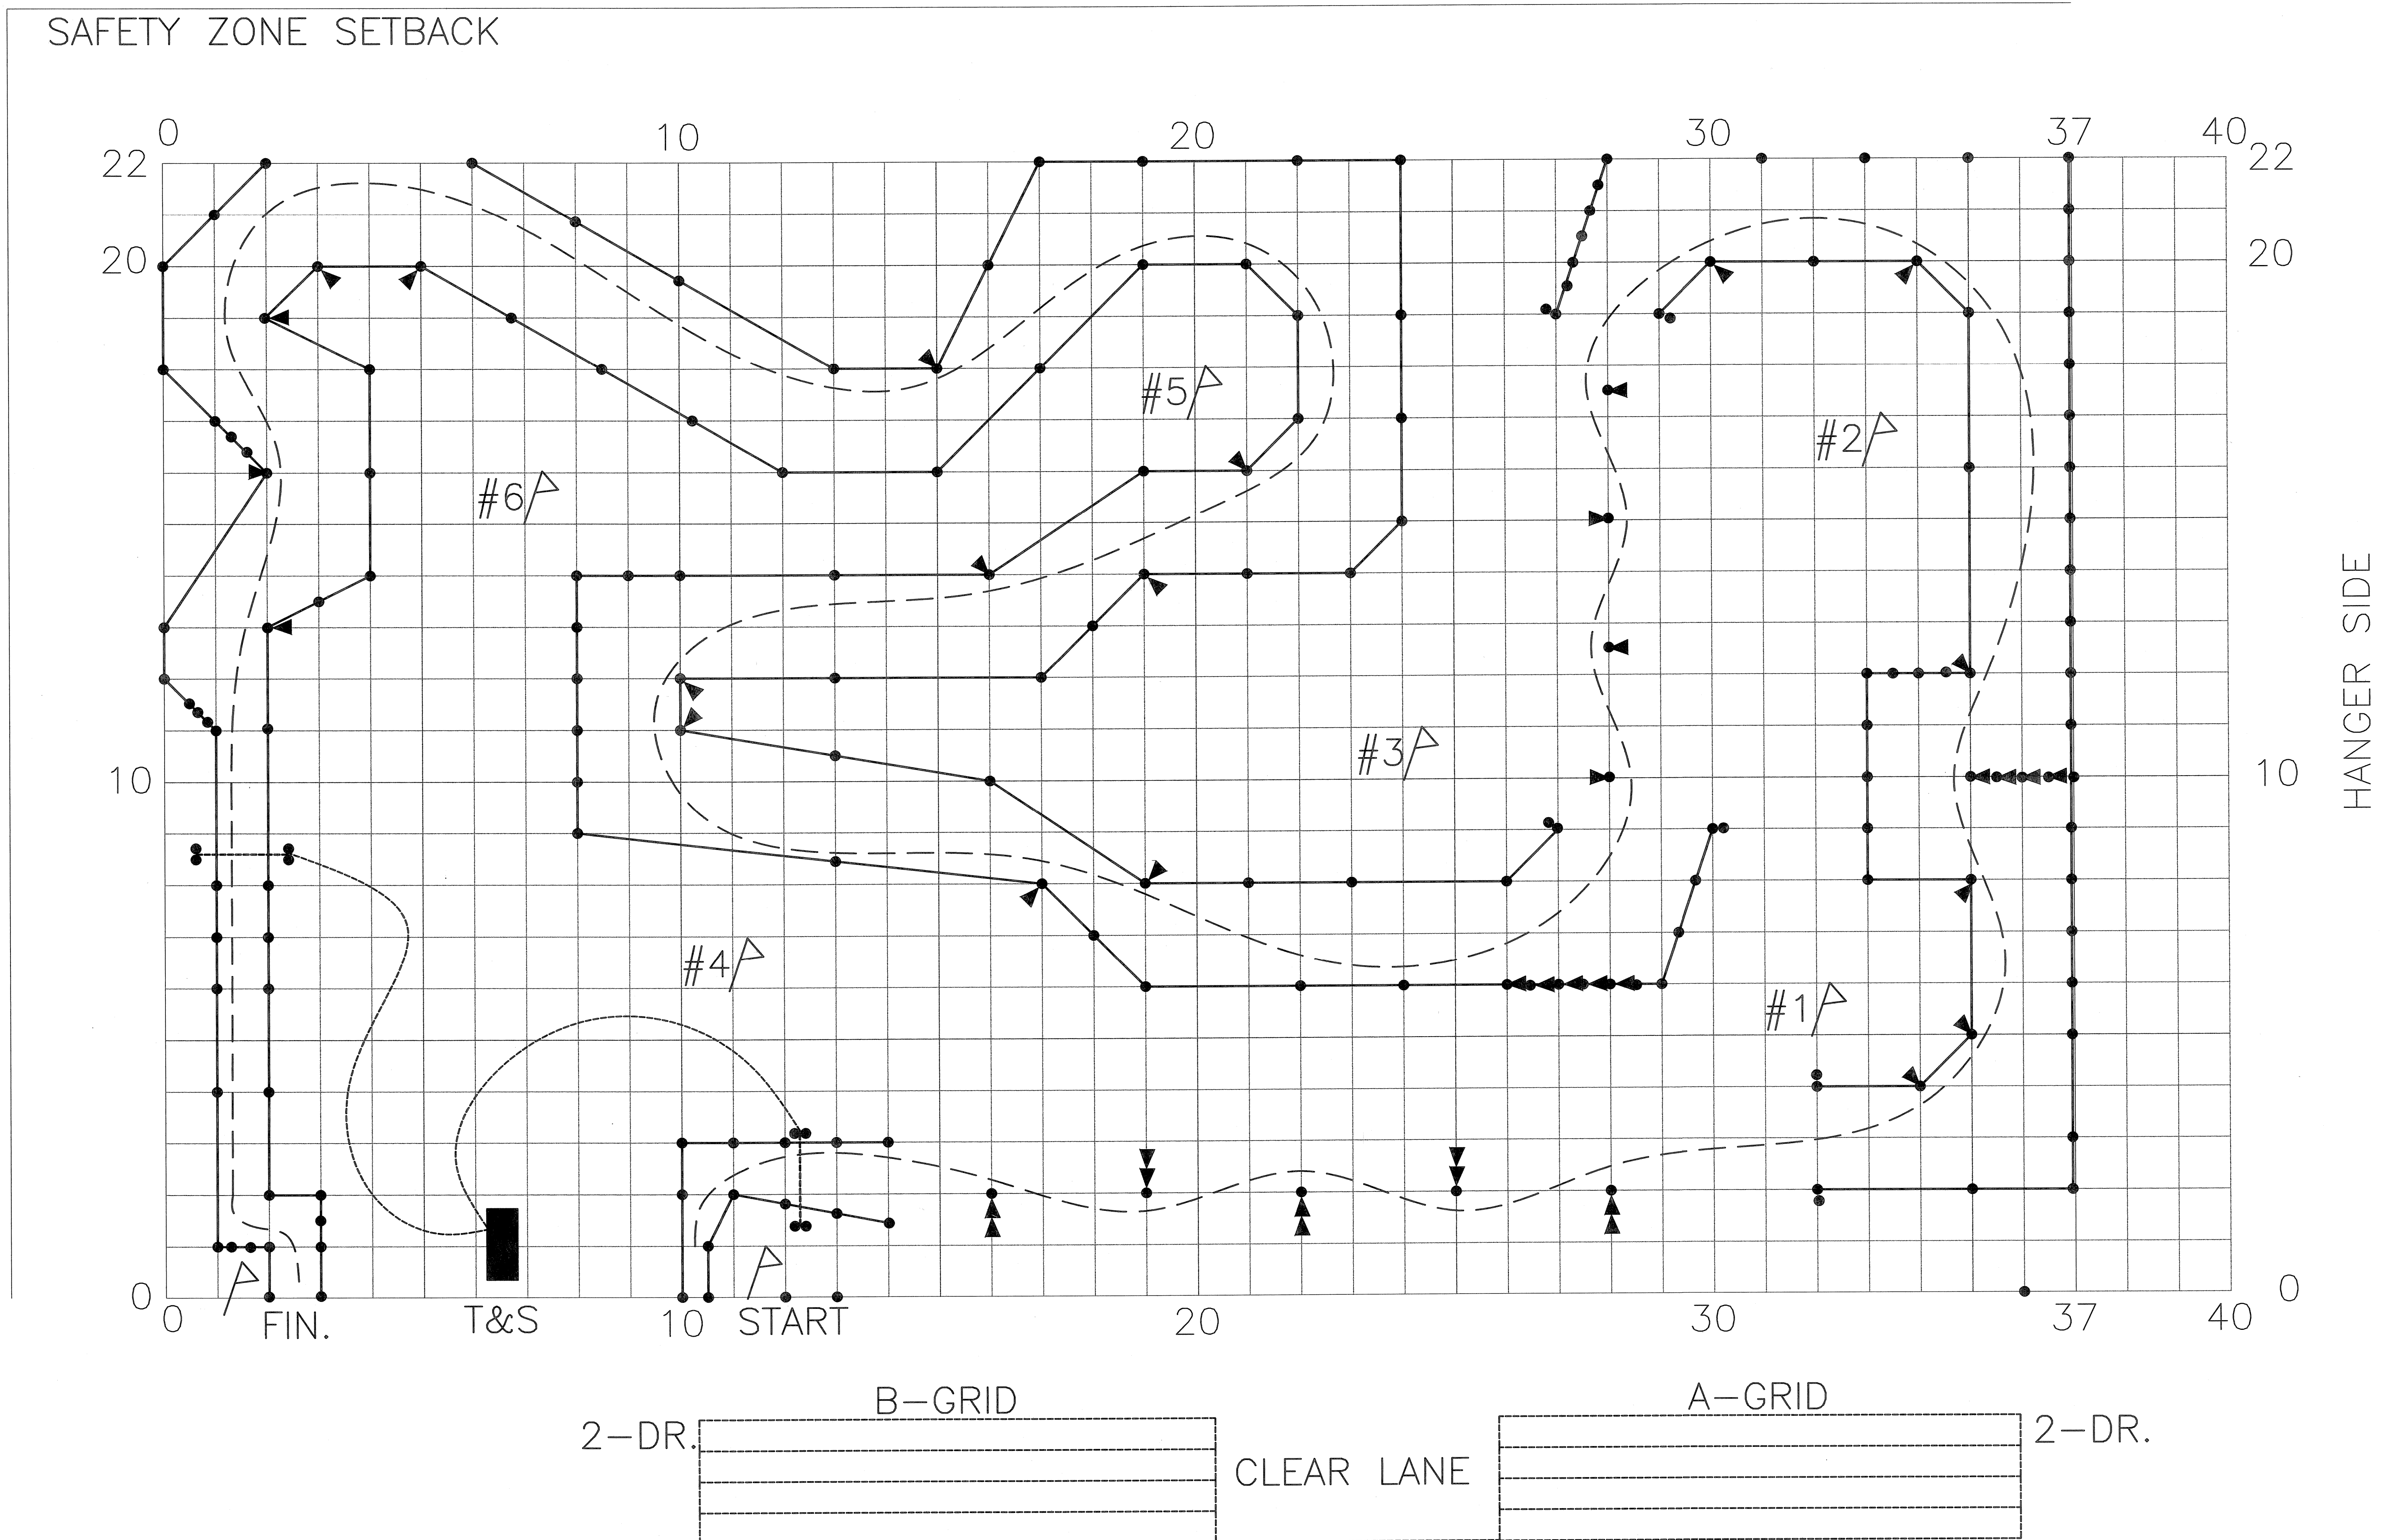 SAFETY ZONE SETBACK
0 10 20 30 37 40
22 22
20 20
#5
#2
#6
HANGER SIDE
#3
10 10
#4
#1
0 0
0 FIN. T&S 10 START 20 30 37 40
B-GRID A-GRID
2-DR. 2-DR.
CLEAR LANE